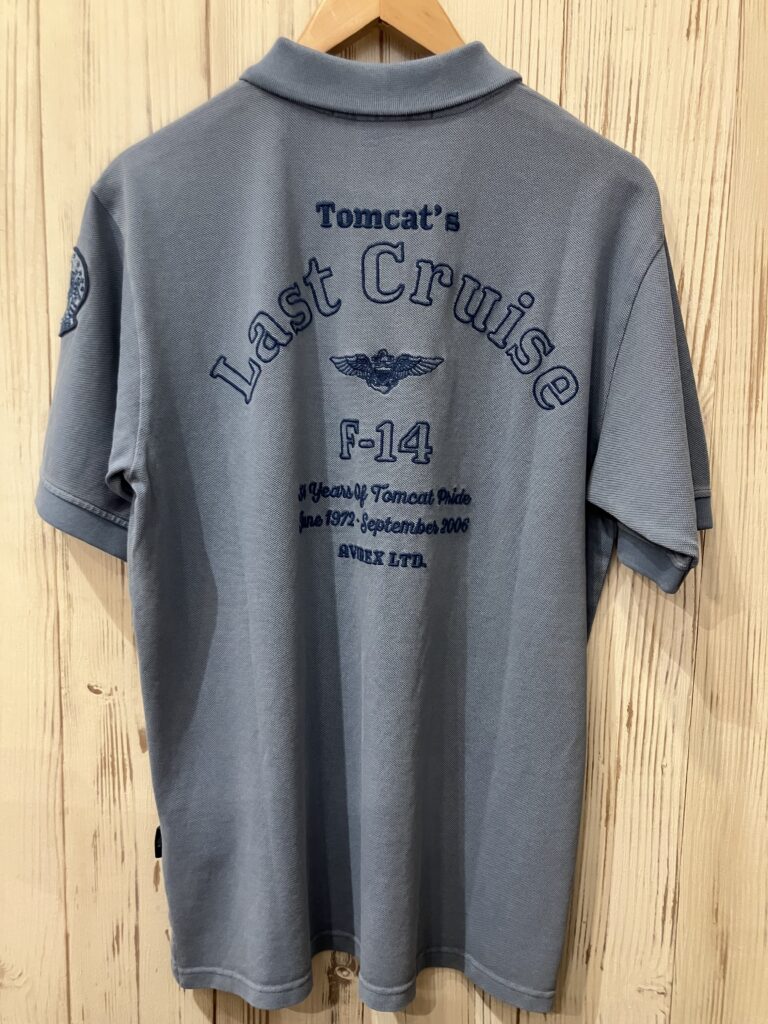 Tomcat's
Last Cruise
F-14
Years Of Tomcat Pride
June 1972·September 2006
AVIREX LTD.